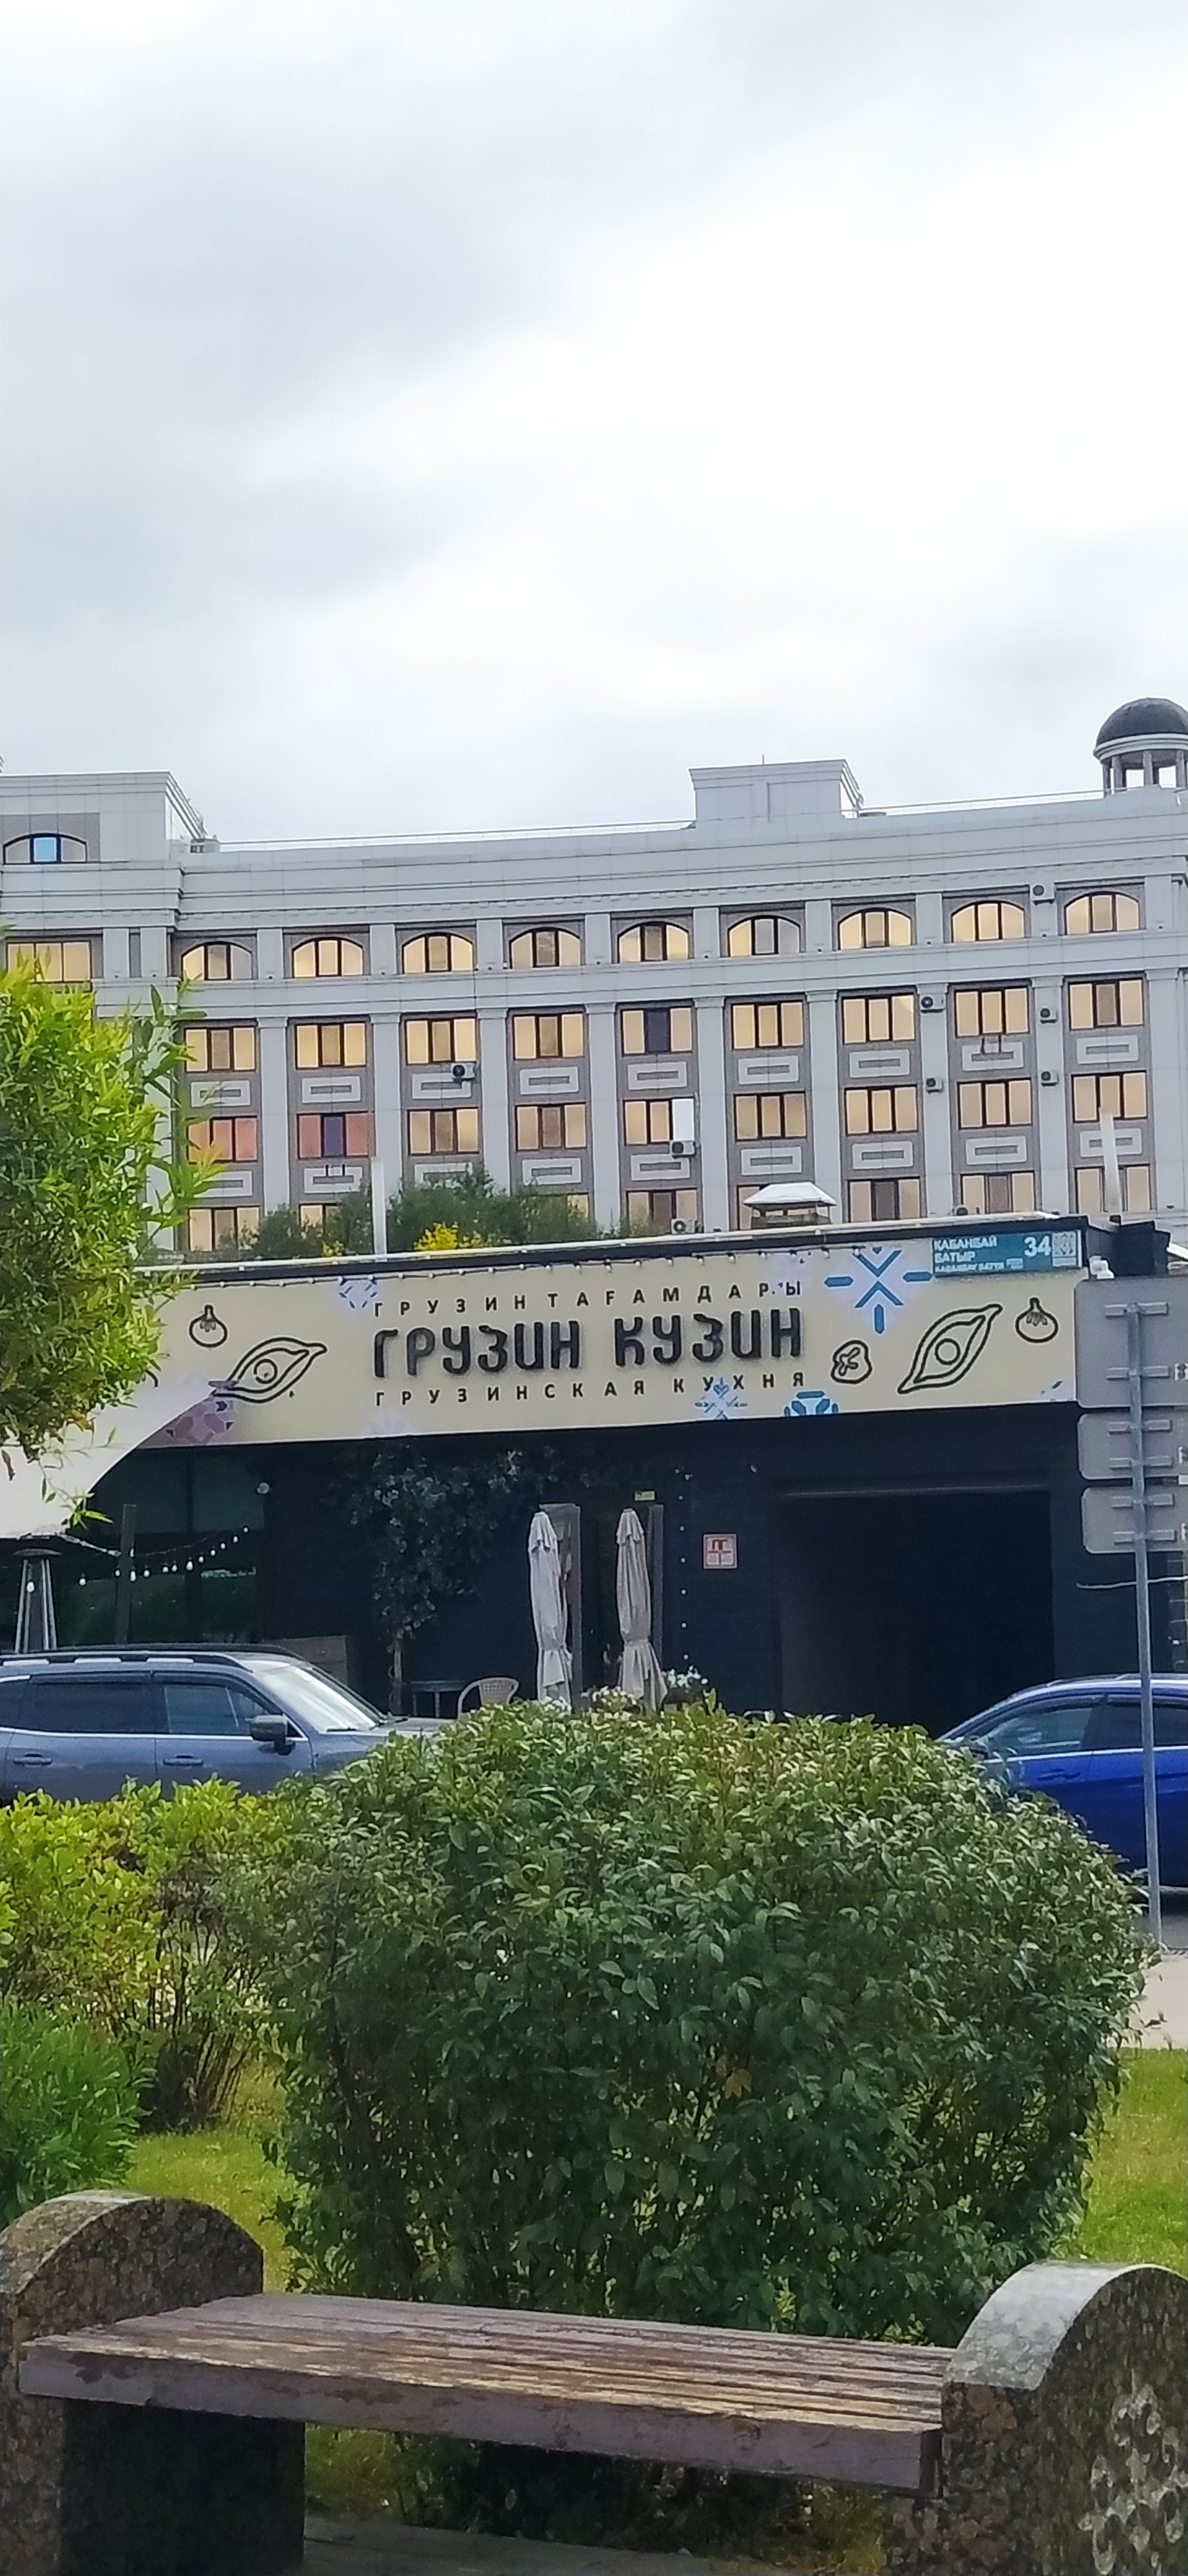 ҚАБАНБАЙ
БАТЫР
34
ГРУЗИН ТАҒАМДАРЫ
ГРУЗИН КУЗИН
ГРУЗИНСКАЯ КУХНЯ